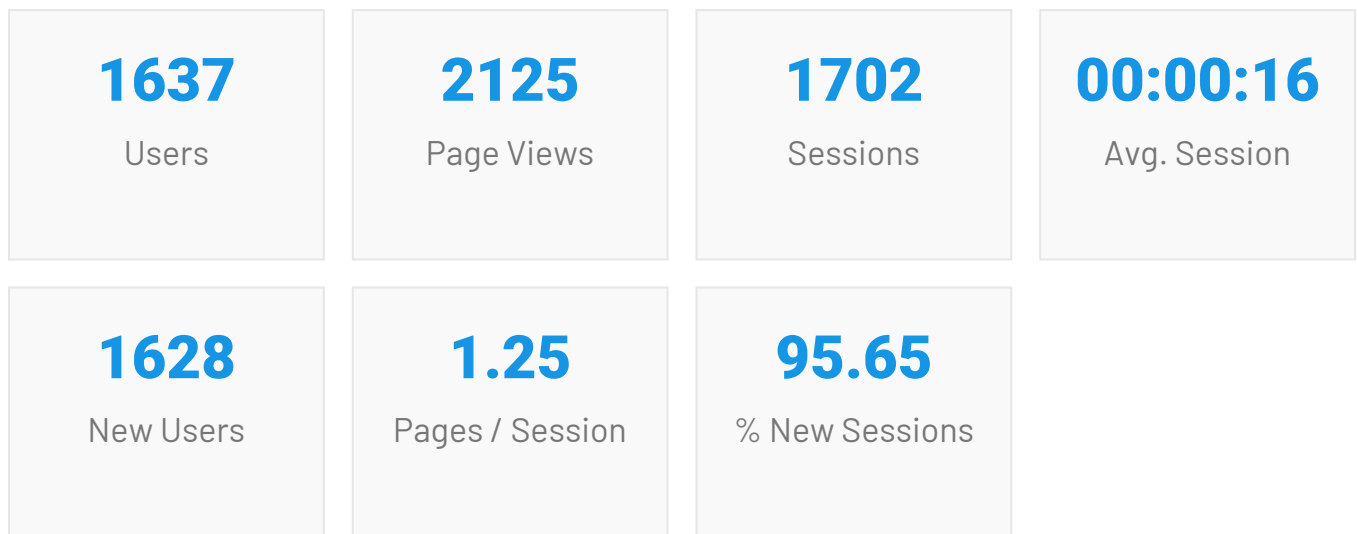 1637
Users
2125
Page Views
1702
Sessions
00:00:16
Avg. Session
1628
New Users
1.25
Pages / Session
95.65
% New Sessions